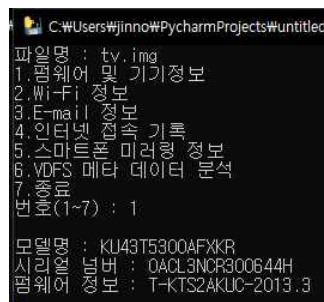 C:₩Users₩jinno₩PycharmProjects₩untitled
파일명 : tv.img
1.펌웨어 및 기기정보
2.Wi-Fi 정보
3.E-mail 정보
4.인터넷 접속 기록
5.스마트폰 미러링 정보
6.VDFS 메타 데이터 분석
7.종료
번호(1~7) : 1
모델명 : KU43T5300AFXKR
시리얼 넘버 : 0ACL3NCR300644H
펌웨어 정보 : T-KTS2AKUC-2013.3